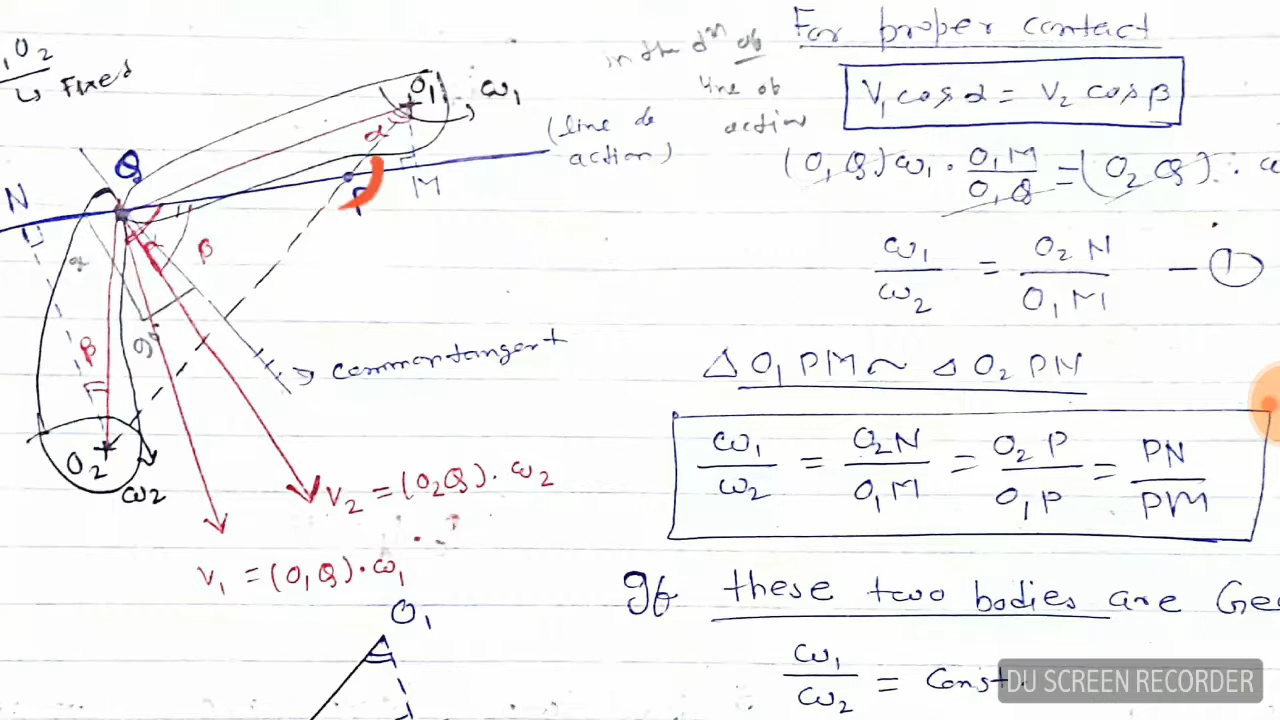 ,O2
↳ Fixed
O1
ω1
α
(line of
action)
N
Q
P
M
α
β
α
90
β
→ common tangent
O2
ω2
V2 = (O2Q). ω2
V1 = (O1Q). ω1
O1
in the dⁿ of
line of
action
For proper contact
V1 cos α = V2 cos β
(O1Q) ω1 . O1M / O1Q = (O2Q) .
ω1 / ω2 = O2N / O1M — ①
Δ O1PM ~ Δ O2PN
ω1 / ω2 = O2N / O1M = O2P / O1P = PN / PM
If these two bodies are Gea
ω1 / ω2 = Const.
DU SCREEN RECORDER